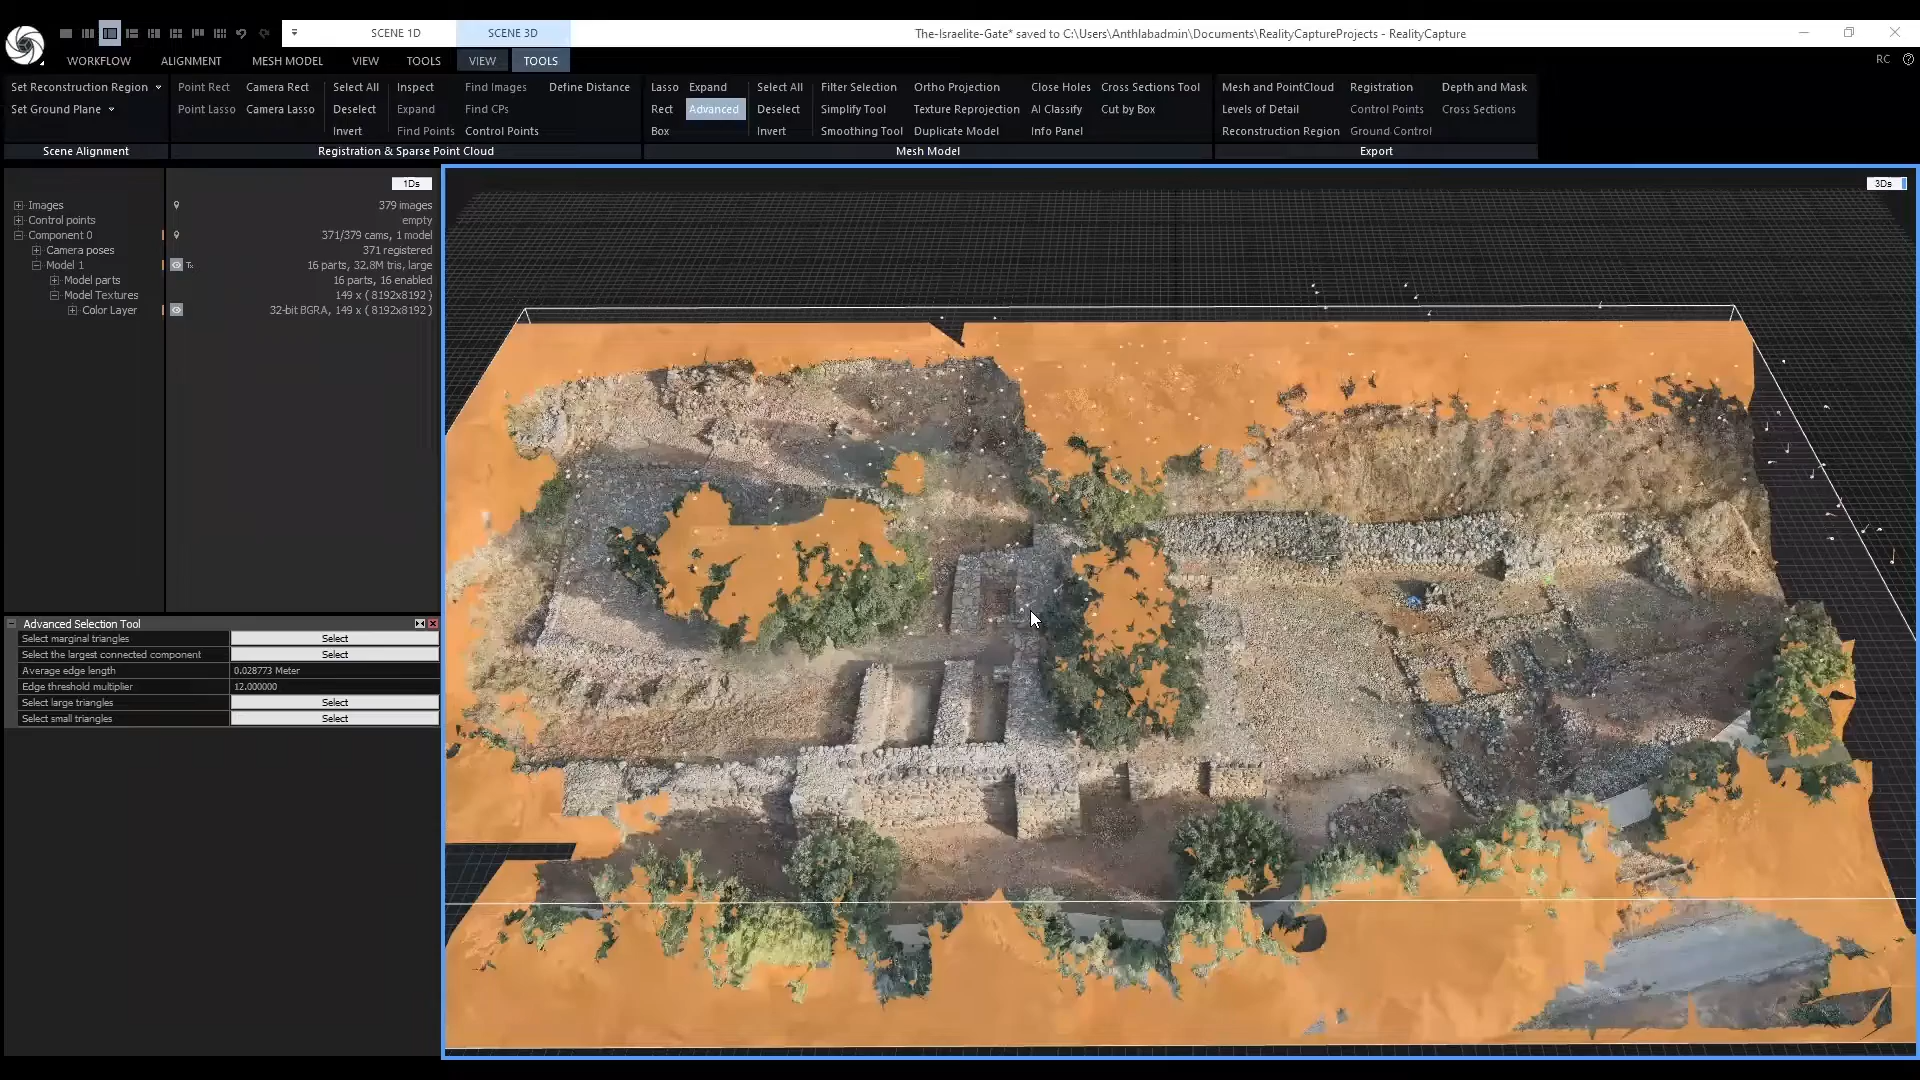 SCENE 1D
SCENE 3D
The-Israelite-Gate* saved to C:\Users\Anthlabadmin\Documents\RealityCaptureProjects - RealityCapture
WORKFLOW
ALIGNMENT
MESH MODEL
VIEW
TOOLS
VIEW
TOOLS
RC
Set Reconstruction Region
Set Ground Plane
Scene Alignment
Point Rect
Camera Rect
Select All
Inspect
Find Images
Define Distance
Point Lasso
Camera Lasso
Deselect
Expand
Find CPs
Invert
Find Points
Control Points
Registration & Sparse Point Cloud
Lasso
Expand
Select All
Filter Selection
Ortho Projection
Close Holes
Cross Sections Tool
Rect
Advanced
Deselect
Simplify Tool
Texture Reprojection
AI Classify
Cut by Box
Box
Invert
Smoothing Tool
Duplicate Model
Info Panel
Mesh Model
Mesh and PointCloud
Registration
Depth and Mask
Levels of Detail
Control Points
Cross Sections
Reconstruction Region
Ground Control
Export
1Ds
Images
379 images
Control points
empty
Component 0
371/379 cams, 1 model
Camera poses
371 registered
Model 1
16 parts, 32.8M tris, large
Model parts
16 parts, 16 enabled
Model Textures
149 x ( 8192x8192 )
Color Layer
32-bit BGRA, 149 x ( 8192x8192 )
Advanced Selection Tool
Select marginal triangles
Select
Select the largest connected component
Select
Average edge length
0.028773 Meter
Edge threshold multiplier
12.000000
Select large triangles
Select
Select small triangles
Select
3Ds